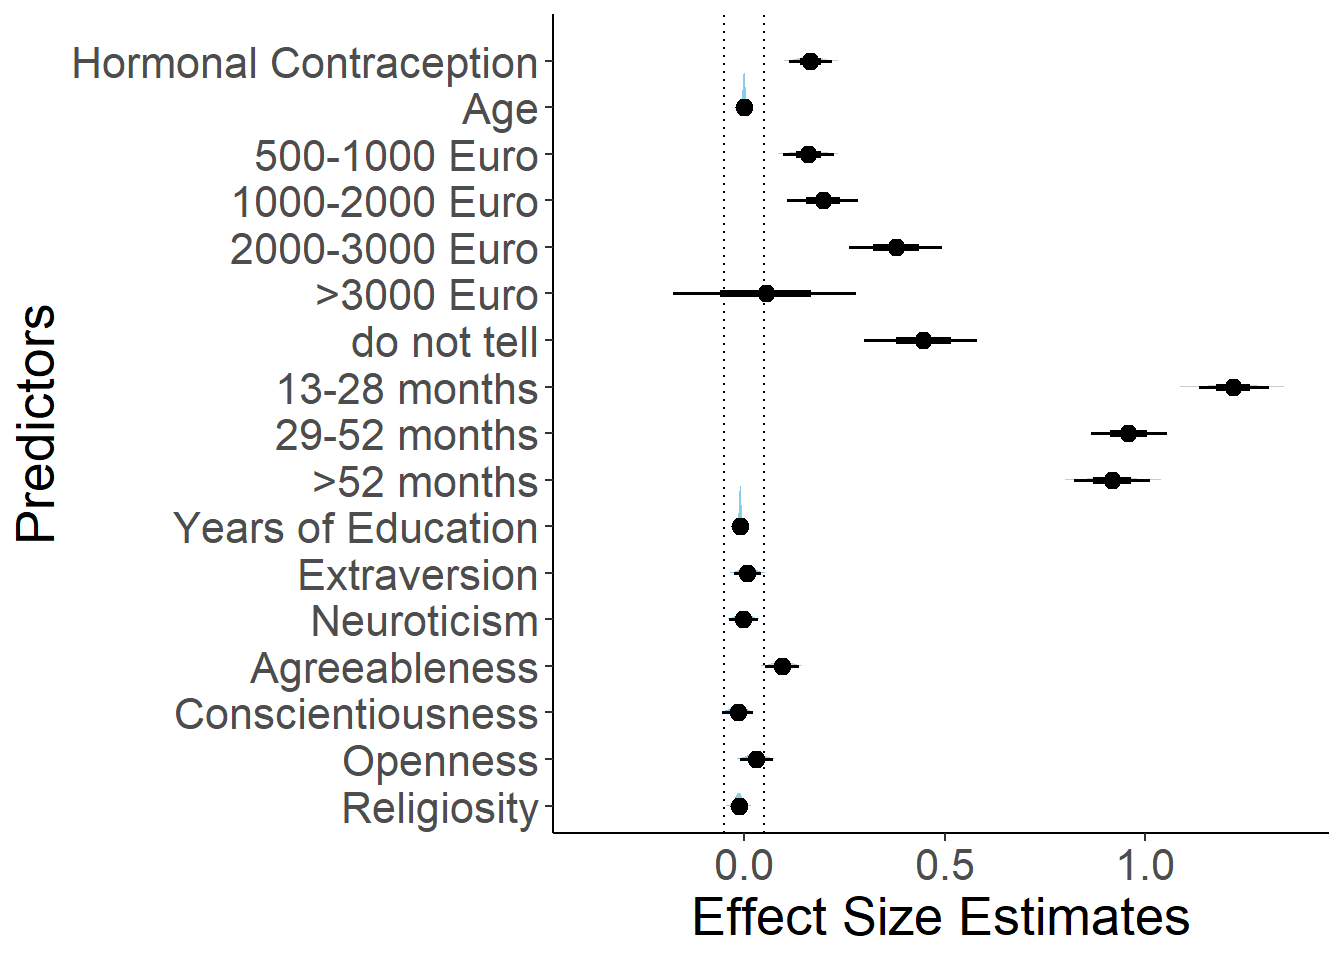 Predictors
Hormonal Contraception
Age
500-1000 Euro
1000-2000 Euro
2000-3000 Euro
>3000 Euro
do not tell
13-28 months
29-52 months
>52 months
Years of Education
Extraversion
Neuroticism
Agreeableness
Conscientiousness
Openness
Religiosity
0.0 0.5 1.0
Effect Size Estimates